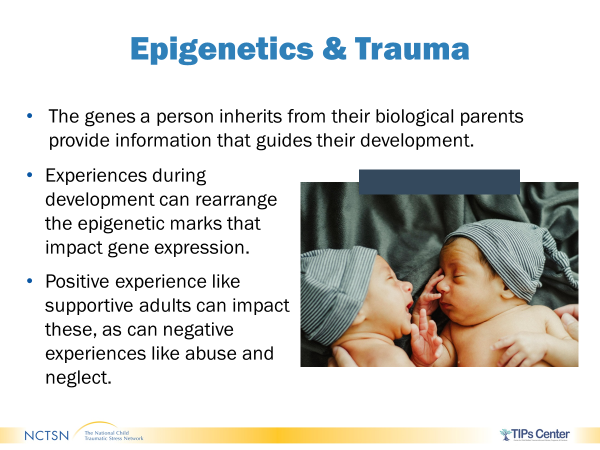 Epigenetics & Trauma
• The genes a person inherits from their biological parents
provide information that guides their development.
• Experiences during
development can rearrange
the epigenetic marks that
impact gene expression.
• Positive experience like
supportive adults can impact
these, as can negative
experiences like abuse and
neglect.
NCTSN
The National Child
Traumatic Stress Network
TIPs Center